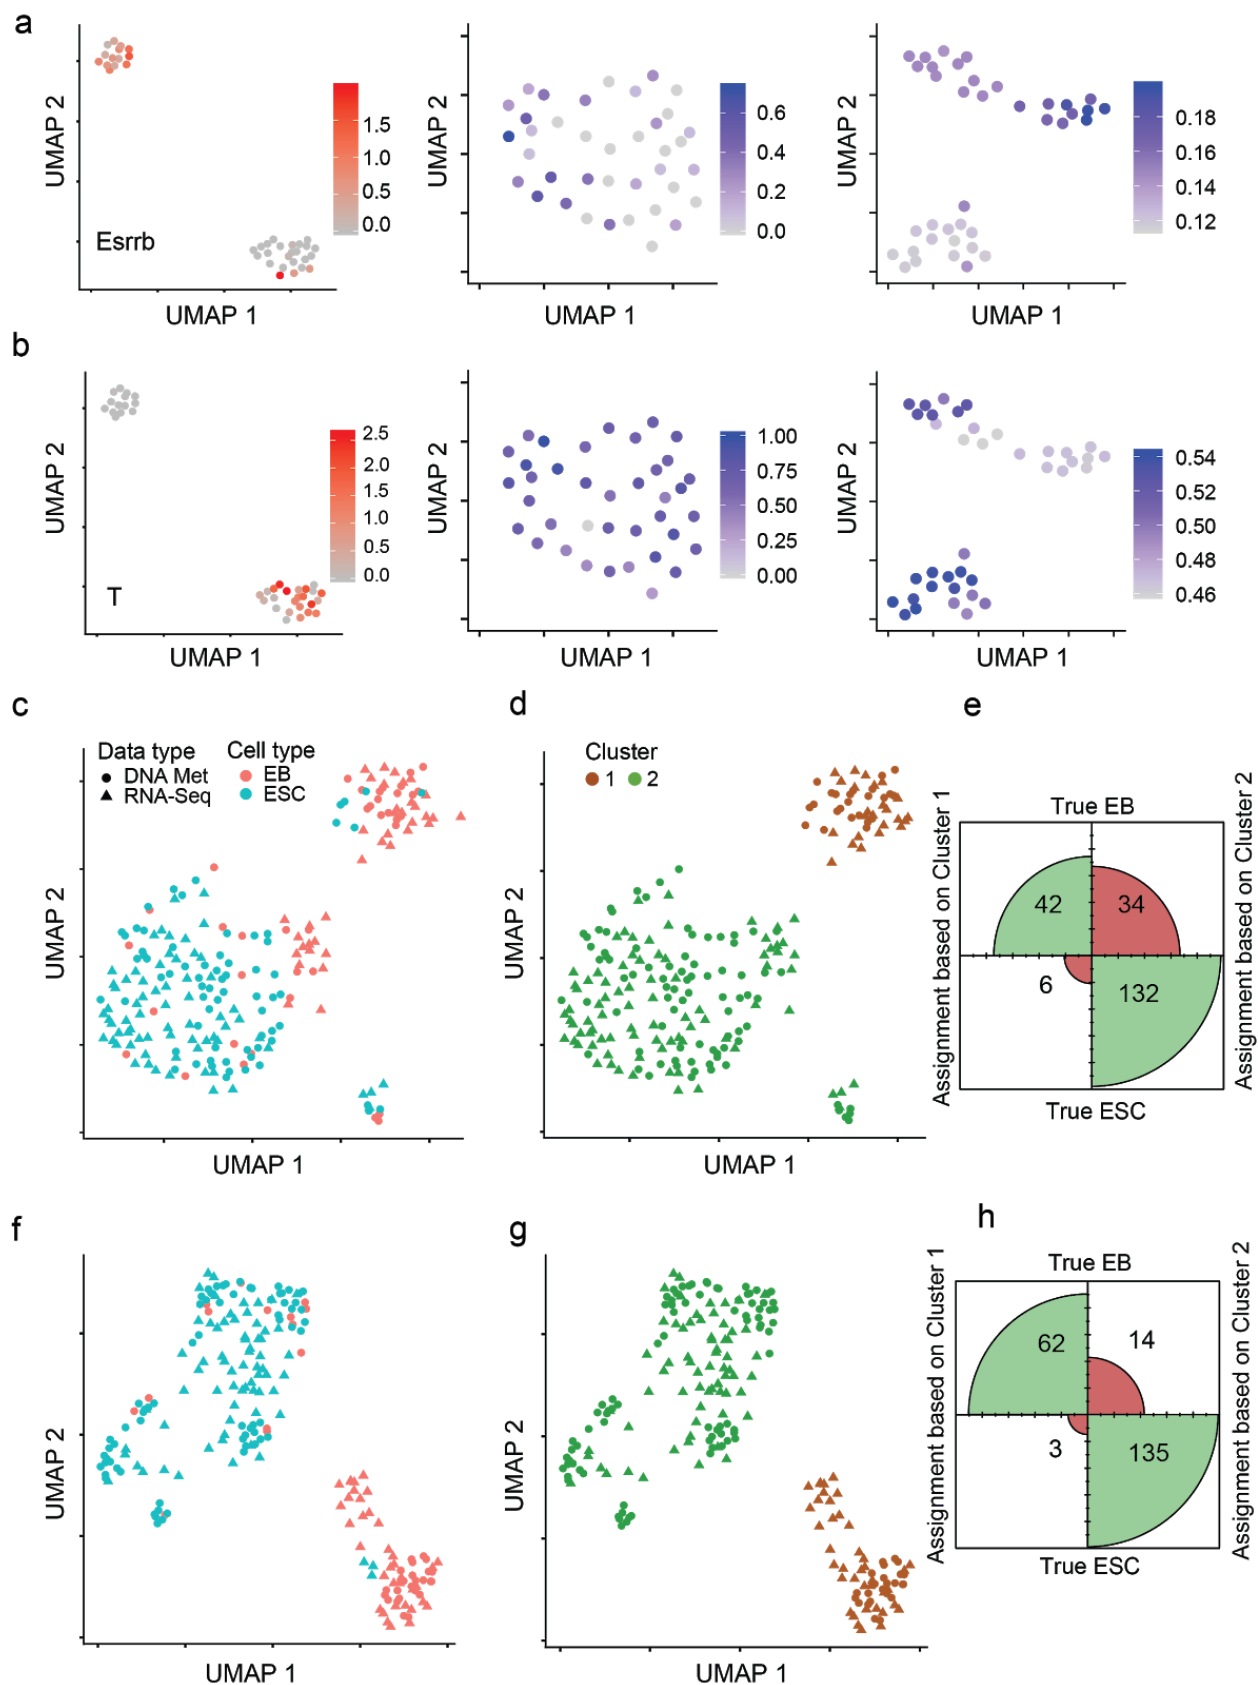 a
UMAP 2
Esrrb
UMAP 1
1.5
1.0
0.5
0.0
UMAP 2
UMAP 1
0.6
0.4
0.2
0.0
UMAP 2
UMAP 1
0.18
0.16
0.14
0.12
b
UMAP 2
T
UMAP 1
2.5
2.0
1.5
1.0
0.5
0.0
UMAP 2
UMAP 1
1.00
0.75
0.50
0.25
0.00
UMAP 2
UMAP 1
0.54
0.52
0.50
0.48
0.46
c
Data type
DNA Met
RNA-Seq
Cell type
EB
ESC
UMAP 2
UMAP 1
d
Cluster
1 2
UMAP 2
UMAP 1
e
True EB
Assignment based on Cluster 1
Assignment based on Cluster 2
42
34
6
132
True ESC
f
UMAP 2
UMAP 1
g
UMAP 2
UMAP 1
h
True EB
Assignment based on Cluster 1
Assignment based on Cluster 2
62
14
3
135
True ESC